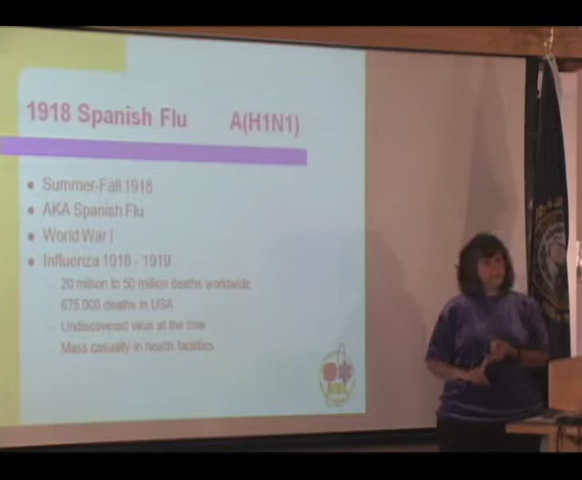 1918 Spanish Flu A(H1N1)
Summer-Fall 1918
AKA Spanish Flu
World War I
Influenza 1918 - 1919
20 million to 50 million deaths worldwide
675,000 deaths in USA
Undiscovered virus at the time
Mass casualty in health facilities